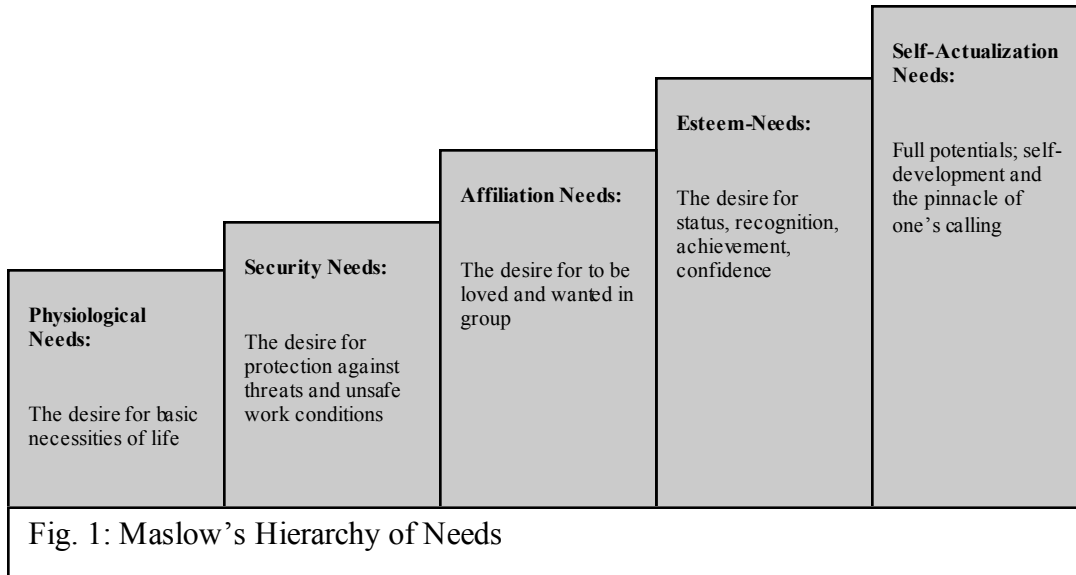 Physiological
Needs:
The desire for basic
necessities of life
Security Needs:
The desire for
protection against
threats and unsafe
work conditions
Affiliation Needs:
The desire for to be
loved and wanted in
group
Esteem-Needs:
The desire for
status, recognition,
achievement,
confidence
Self-Actualization
Needs:
Full potentials; self-
development and
the pinnacle of
one’s calling
Fig. 1: Maslow’s Hierarchy of Needs